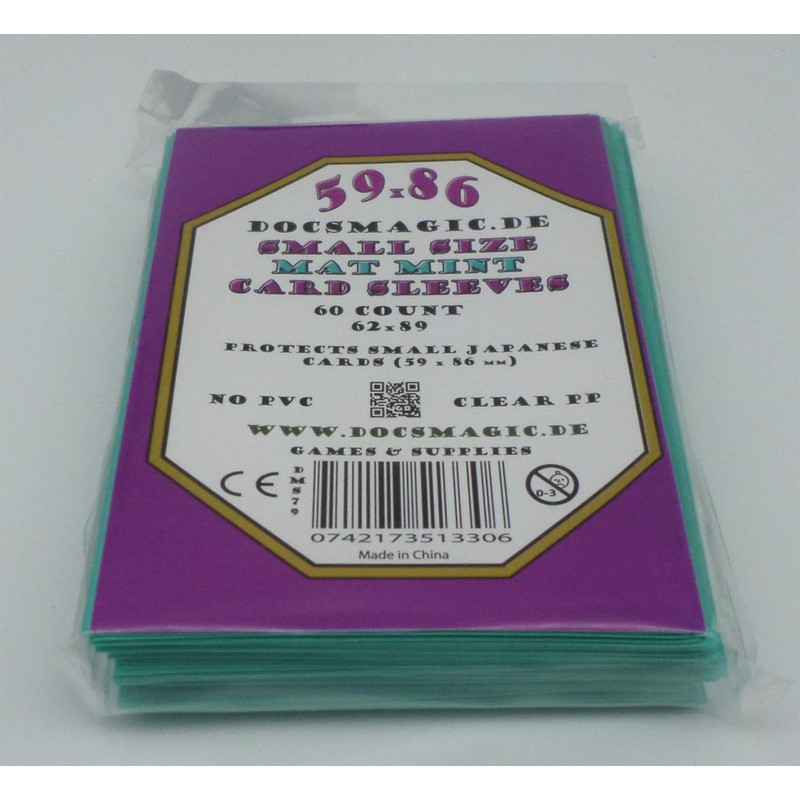 59x86
DOCSMAGIC.DE
SMALL SIZE
MAT MINT
CARD SLEEVES
60 COUNT
62x89
PROTECTS SMALL JAPANESE
CARDS (59 x 86 MM)
NO PVC CLEAR PP
WWW.DOCSMAGIC.DE
GAMES & SUPPLIES
CE
DMS79
0-3
0742173513306
Made in China